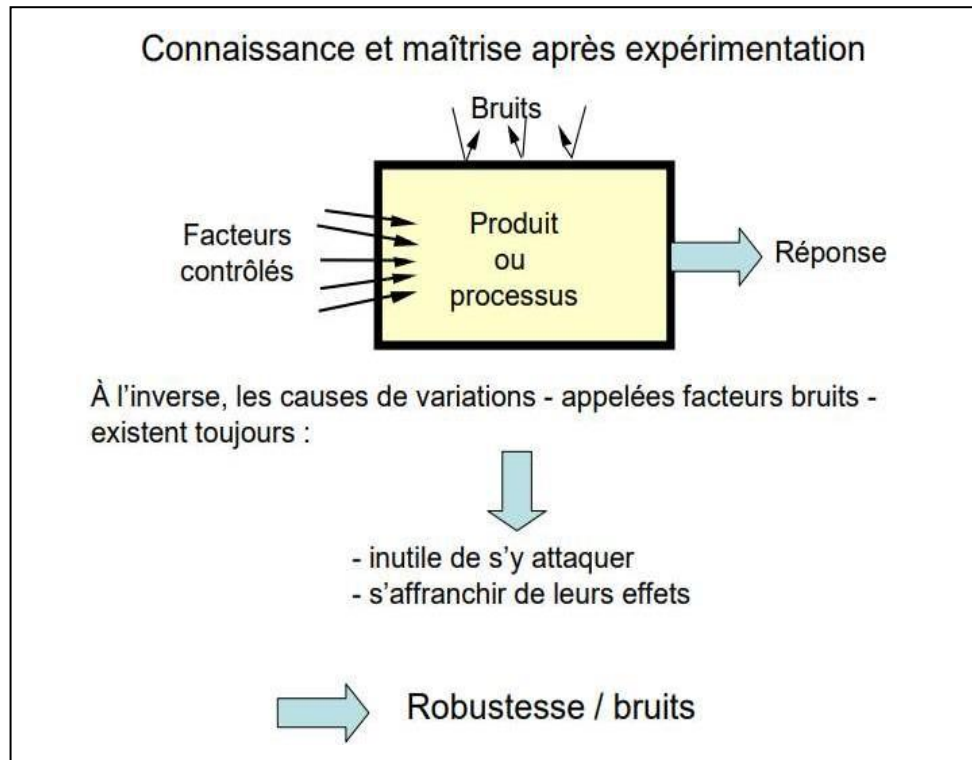 Connaissance et maîtrise après expérimentation
Bruits
Facteurs
contrôlés
Produit
ou
processus
Réponse
À l'inverse, les causes de variations - appelées facteurs bruits -
existent toujours :
- inutile de s'y attaquer
- s'affranchir de leurs effets
Robustesse / bruits